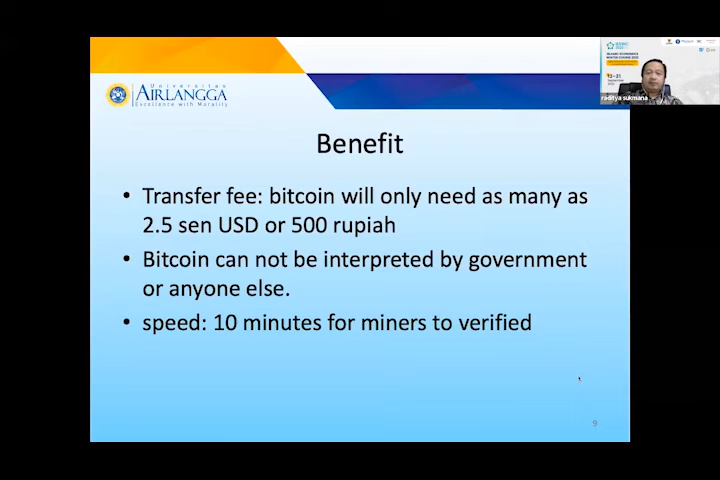 Universitas
AIRLANGGA
Excellence with Morality
Benefit
• Transfer fee: bitcoin will only need as many as
2.5 sen USD or 500 rupiah
• Bitcoin can not be interpreted by government
or anyone else.
• speed: 10 minutes for miners to verified
9
raditya sukmana